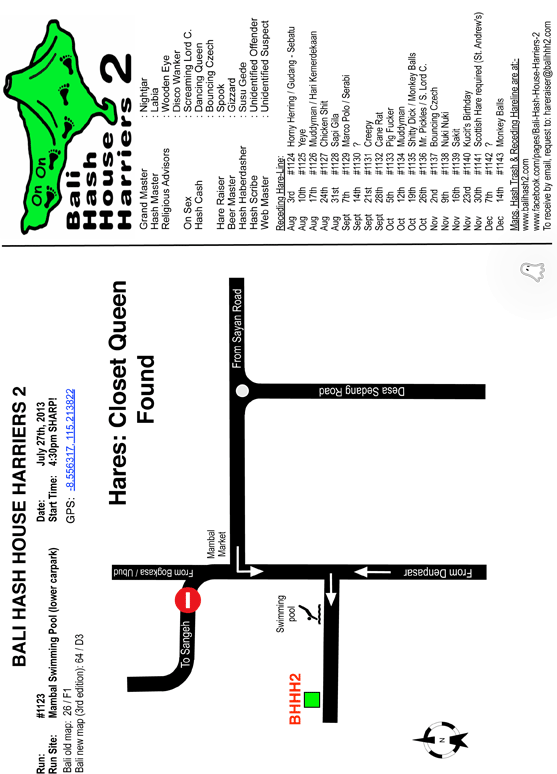 BALI HASH HOUSE HARRIERS 2
Run: #1123 Date: July 27th, 2013
Run Site: Mambal Swimming Pool (lower carpark) Start Time: 4:30pm SHARP!
Bali old map: 26 / F1 GPS: -8.556317, 115.213822
Bali new map (3rd edition): 64 / D3
Hares: Closet Queen
Found
To Sangeh
From Bogkasa / Ubud
Mambal
Market
From Sayan Road
Desa Sedang Road
From Denpasar
Swimming
pool
BHHH2
N
On On
Bali
Hash
House
Harriers 2
Grand Master Nightjar
Hash Master Labia
Religious Advisors Wooden Eye
Disco Wanker
On Sex Screaming Lord C.
Hash Cash Dancing Queen
Bouncing Czech
Hare Raiser Spook
Beer Master Gizzard
Hash Haberdasher Susu Gede
Hash Scribe Unidentified Offender
Web Master Unidentified Suspect
Receding Hare-Line:
Aug 3rd #1124 Horny Herring / Gudang - Sebatu
Aug 10th #1125 Yeye
Aug 17th #1126 Muddyman / Hari Kemerdekaan
Aug 24th #1127 Chicken Shit
Aug 31st #1128 Sapi Gila
Sept 7th #1129 Marco Polo / Serabi
Sept 14th #1130 ?
Sept 21st #1131 Creepy
Sept 28th #1132 Cane Rat
Oct 5th #1133 Pig Fucker
Oct 12th #1134 Muddyman
Oct 19th #1135 Shitty Dick / Monkey Balls
Oct 26th #1136 Mr. Pickles / S. Lord C.
Nov 2nd #1137 Bouncing Czech
Nov 9th #1138 Nuki Nuki
Nov 16th #1139 Sakit
Nov 23rd #1140 Kucil's Birthday
Nov 30th #1141 Scottish Hare required (St. Andrew's)
Dec 7th #1142 ?
Dec 14th #1143 Monkey Balls
Maps, Hash Trash & Receding Hareline are at:-
www.balihash2.com
www.facebook.com/pages/Bali-Hash-House-Harriers-2
To receive by email, request to: hareraiser@balihhh2.com